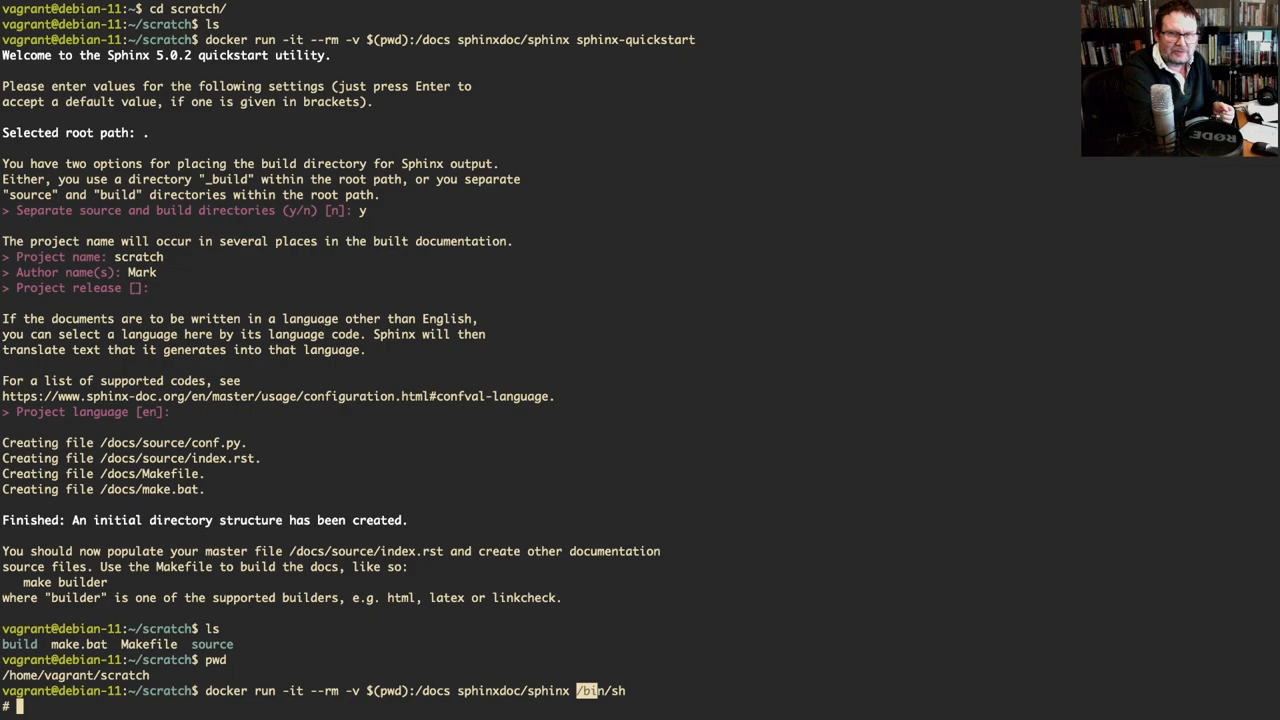 vagrant@debian-11:~$ cd scratch/
vagrant@debian-11:~/scratch$ ls
vagrant@debian-11:~/scratch$ docker run -it --rm -v $(pwd):/docs sphinxdoc/sphinx sphinx-quickstart
Welcome to the Sphinx 5.0.2 quickstart utility.
Please enter values for the following settings (just press Enter to
accept a default value, if one is given in brackets).
Selected root path: .
You have two options for placing the build directory for Sphinx output.
Either, you use a directory "_build" within the root path, or you separate
"source" and "build" directories within the root path.
> Separate source and build directories (y/n) [n]: y
The project name will occur in several places in the built documentation.
> Project name: scratch
> Author name(s): Mark
> Project release []:
If the documents are to be written in a language other than English,
you can select a language here by its language code. Sphinx will then
translate text that it generates into that language.
For a list of supported codes, see
https://www.sphinx-doc.org/en/master/usage/configuration.html#confval-language.
> Project language [en]:
Creating file /docs/source/conf.py.
Creating file /docs/source/index.rst.
Creating file /docs/Makefile.
Creating file /docs/make.bat.
Finished: An initial directory structure has been created.
You should now populate your master file /docs/source/index.rst and create other documentation
source files. Use the Makefile to build the docs, like so:
make builder
where "builder" is one of the supported builders, e.g. html, latex or linkcheck.
vagrant@debian-11:~/scratch$ ls
build make.bat Makefile source
vagrant@debian-11:~/scratch$ pwd
/home/vagrant/scratch
vagrant@debian-11:~/scratch$ docker run -it --rm -v $(pwd):/docs sphinxdoc/sphinx /bin/sh
#
RØDE